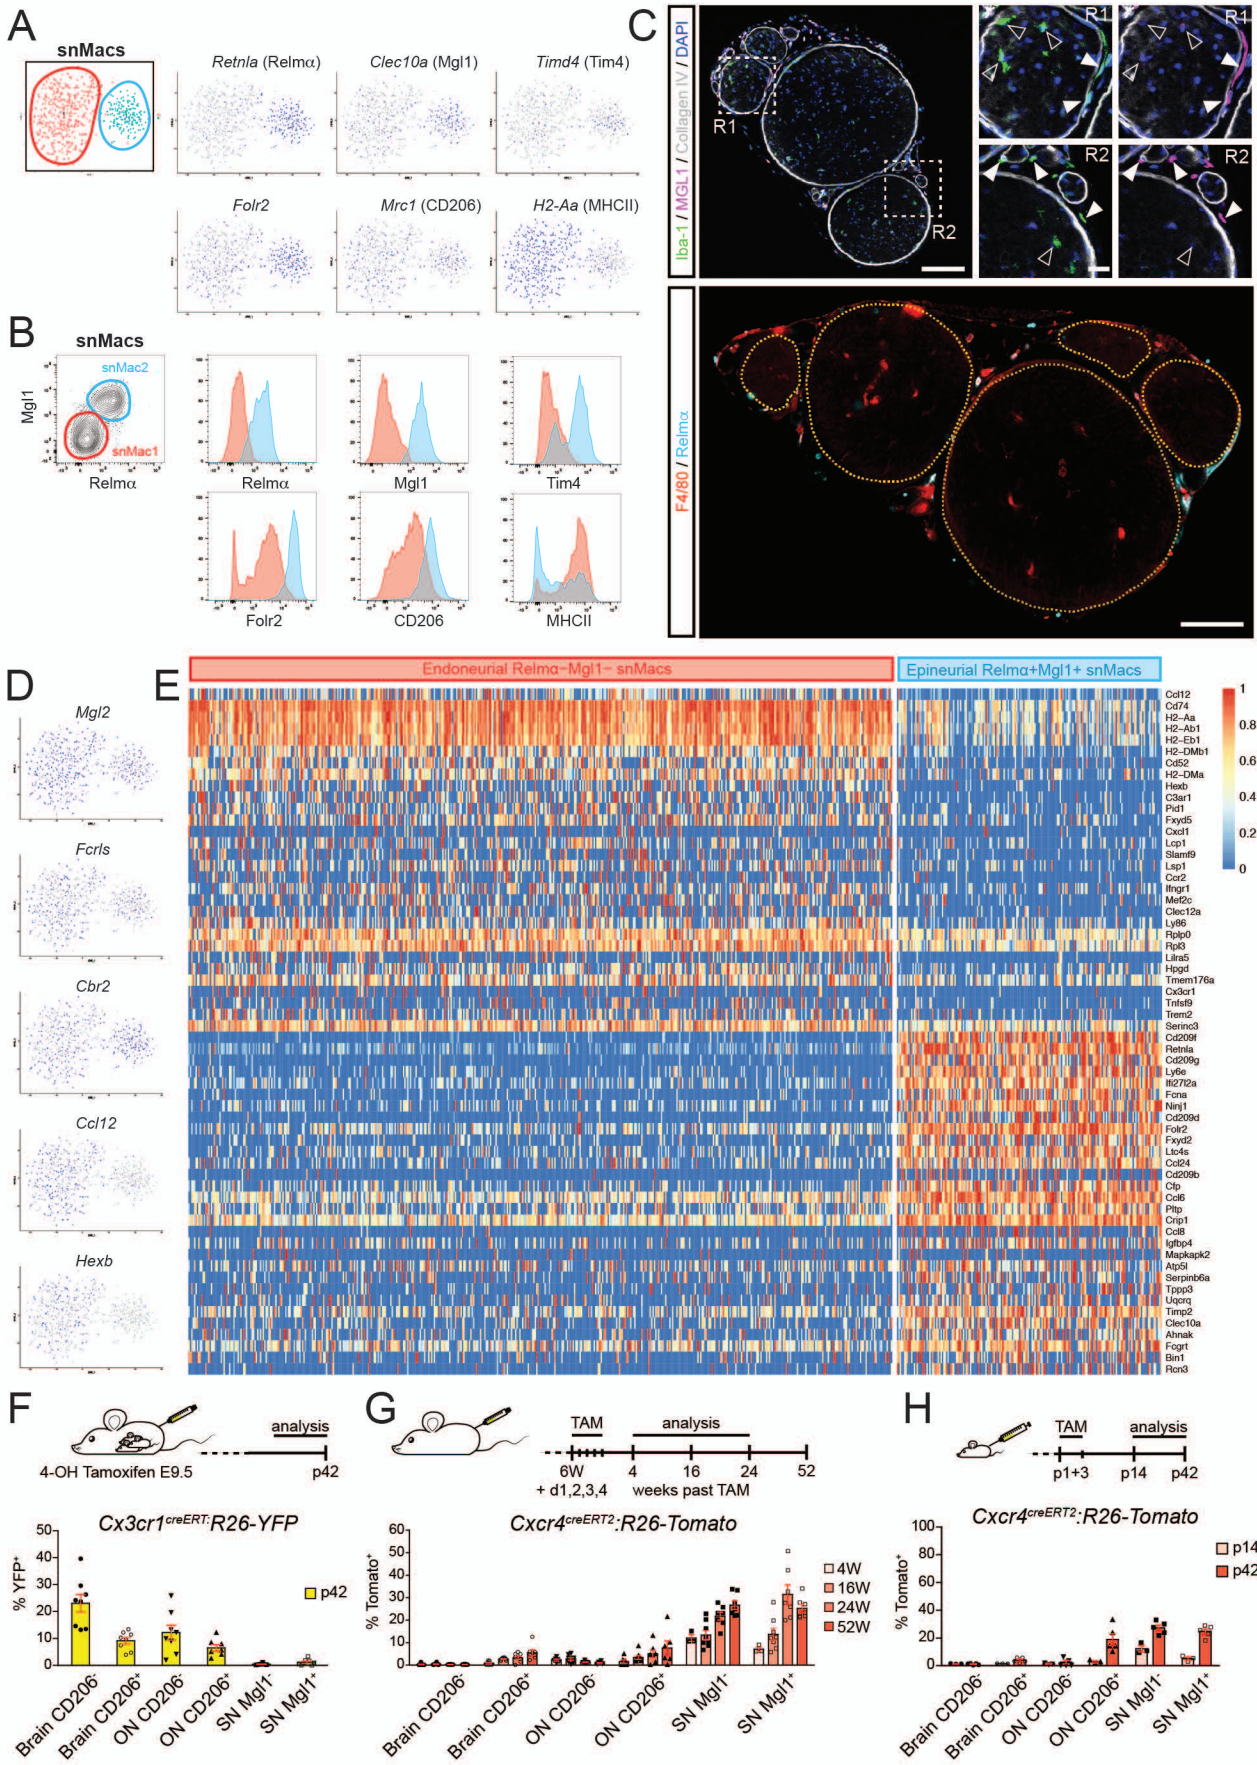 A
snMacs
Retnla (Relmα)
Clec10a (Mgl1)
Timd4 (Tim4)
Folr2
Mrc1 (CD206)
H2-Aa (MHCII)
B
snMacs
snMac2
snMac1
Mgl1
Relmα
Relmα
Mgl1
Tim4
Folr2
CD206
MHCII
C
Iba-1 / MGL1 / Collagen IV / DAPI
R1
R2
R1
R1
R2
R2
F4/80 / Relmα
D
Mgl2
Fcrls
Cbr2
Ccl12
Hexb
E
Endoneurial Relmα−Mgl1− snMacs
Epineurial Relmα+Mgl1+ snMacs
Ccl12
Cd74
H2−Aa
H2−Ab1
H2−Eb1
H2−DMb1
Cd52
H2−DMa
Hexb
C3ar1
Pid1
Fxyd5
Cxcl1
Lcp1
Slamf9
Lsp1
Ccr2
Ifngr1
Mef2c
Clec12a
Ly86
Rplp0
Rpl3
Lilra5
Hpgd
Tmem176a
Cx3cr1
Tnfsf9
Trem2
Serinc3
Cd209f
Retnla
Cd209g
Ly6e
Ifi27l2a
Fcna
Ninj1
Cd209d
Folr2
Fxyd2
Ltc4s
Ccl24
Cd209b
Cfp
Ccl6
Pltp
Crip1
Ccl8
Igfbp4
Mapkapk2
Atp5l
Serpinb6a
Tppp3
Uqcrq
Timp2
Clec10a
Ahnak
Fcgrt
Bin1
Rcn3
1
0.8
0.6
0.4
0.2
0
F
analysis
4-OH Tamoxifen E9.5
p42
Cx3cr1creERT:R26-YFP
% YFP+
50
40
30
20
10
0
p42
Brain CD206-
Brain CD206+
ON CD206-
ON CD206+
SN Mgl1-
SN Mgl1+
G
TAM
analysis
6W
4
16
24
52
+ d1,2,3,4
weeks past TAM
Cxcr4creERT2:R26-Tomato
% Tomato+
60
50
40
30
20
10
0
4W
16W
24W
52W
Brain CD206-
Brain CD206+
ON CD206-
ON CD206+
SN Mgl1-
SN Mgl1+
H
TAM
analysis
p1+3
p14
p42
Cxcr4creERT2:R26-Tomato
% Tomato+
100
80
60
40
20
0
p14
p42
Brain CD206-
Brain CD206+
ON CD206-
ON CD206+
SN Mgl1-
SN Mgl1+